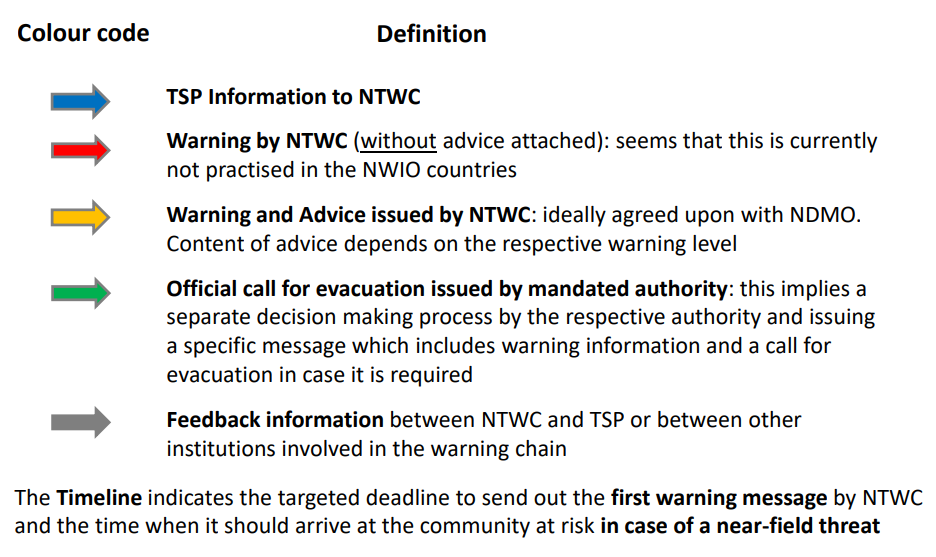 Colour code Definition
TSP Information to NTWC
Warning by NTWC (without advice attached): seems that this is currently
not practised in the NWIO countries
Warning and Advice issued by NTWC: ideally agreed upon with NDMO.
Content of advice depends on the respective warning level
Official call for evacuation issued by mandated authority: this implies a
separate decision making process by the respective authority and issuing
a specific message which includes warning information and a call for
evacuation in case it is required
Feedback information between NTWC and TSP or between other
institutions involved in the warning chain
The Timeline indicates the targeted deadline to send out the first warning message by NTWC
and the time when it should arrive at the community at risk in case of a near-field threat